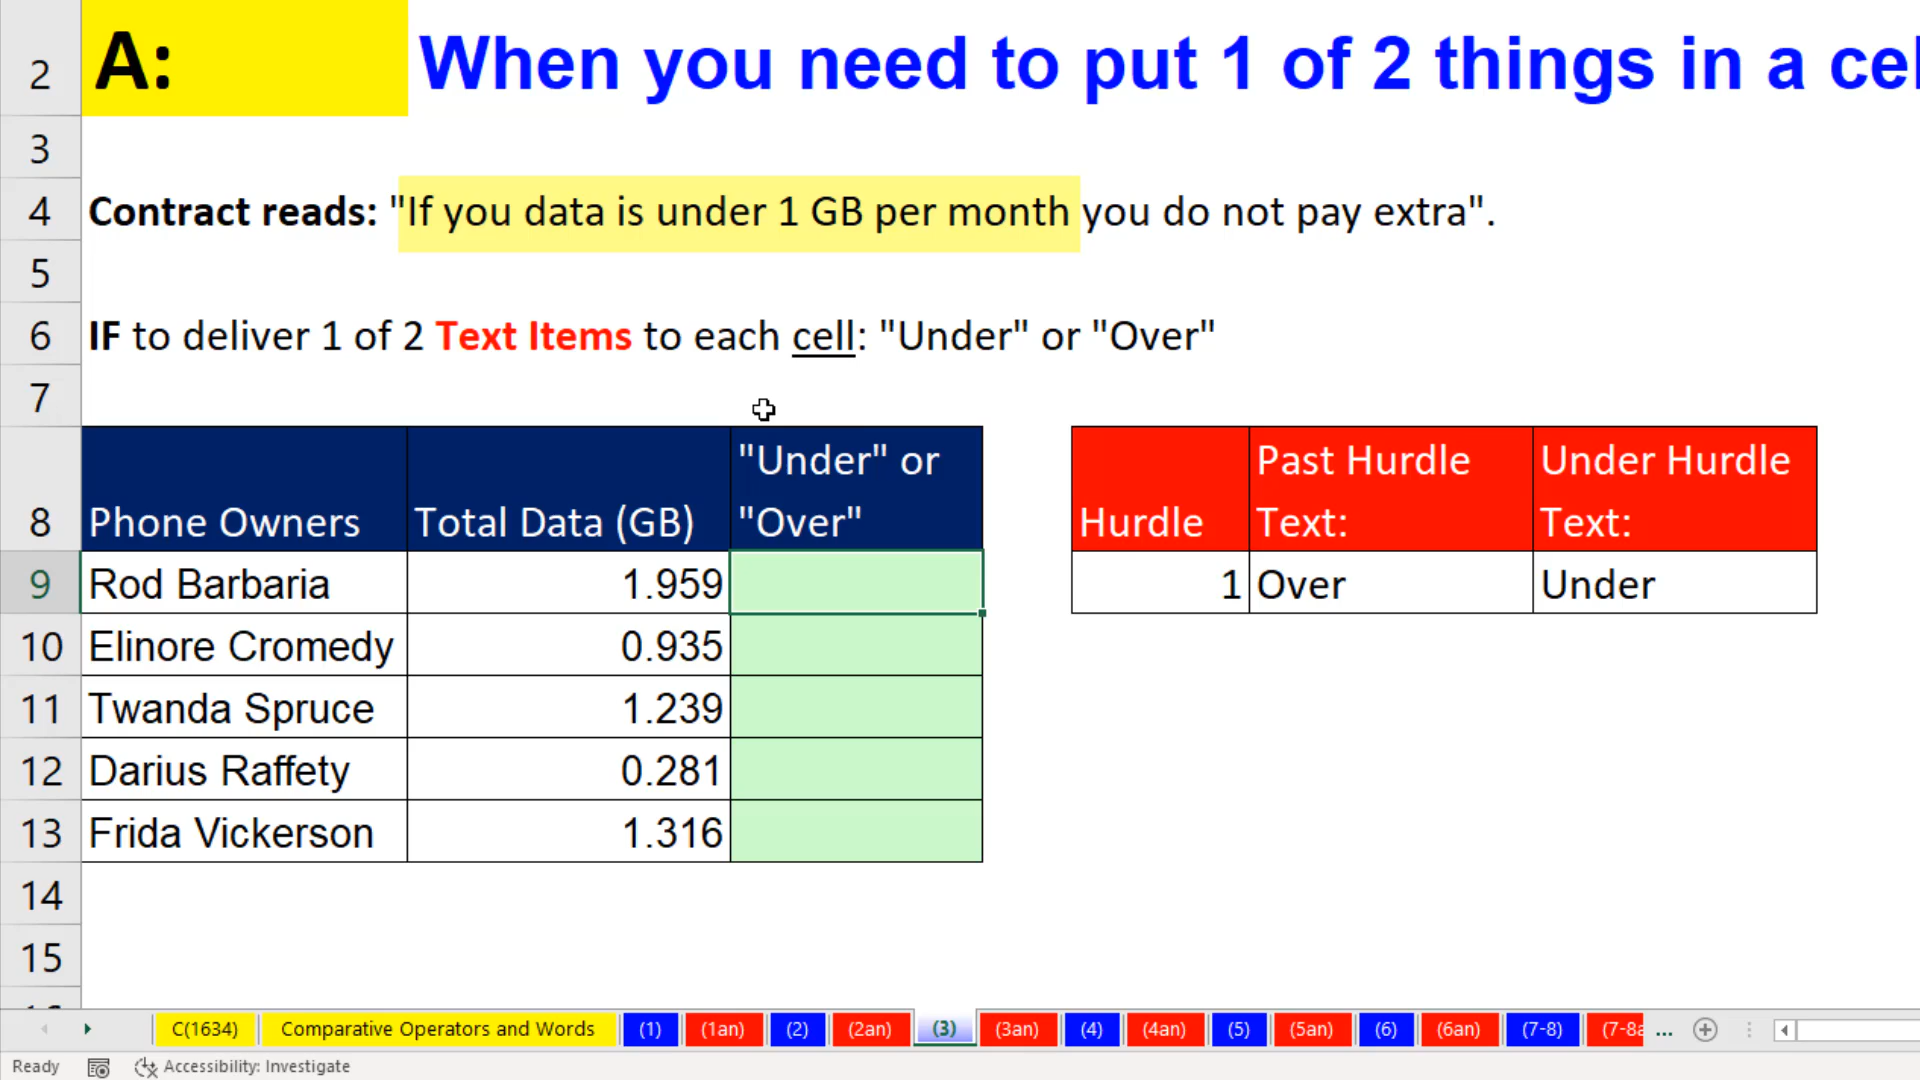 2 A: When you need to put 1 of 2 things in a cel
3
4 Contract reads: "If you data is under 1 GB per month you do not pay extra".
5
6 IF to deliver 1 of 2 Text Items to each cell: "Under" or "Over"
7
8 Phone Owners Total Data (GB) "Under" or "Over" Hurdle Past Hurdle Text: Under Hurdle Text:
9 Rod Barbaria 1.959 1 Over Under
10 Elinore Cromedy 0.935
11 Twanda Spruce 1.239
12 Darius Raffety 0.281
13 Frida Vickerson 1.316
14
15
C(1634) Comparative Operators and Words (1) (1an) (2) (2an) (3) (3an) (4) (4an) (5) (5an) (6) (6an) (7-8) (7-8a ...
Ready Accessibility: Investigate